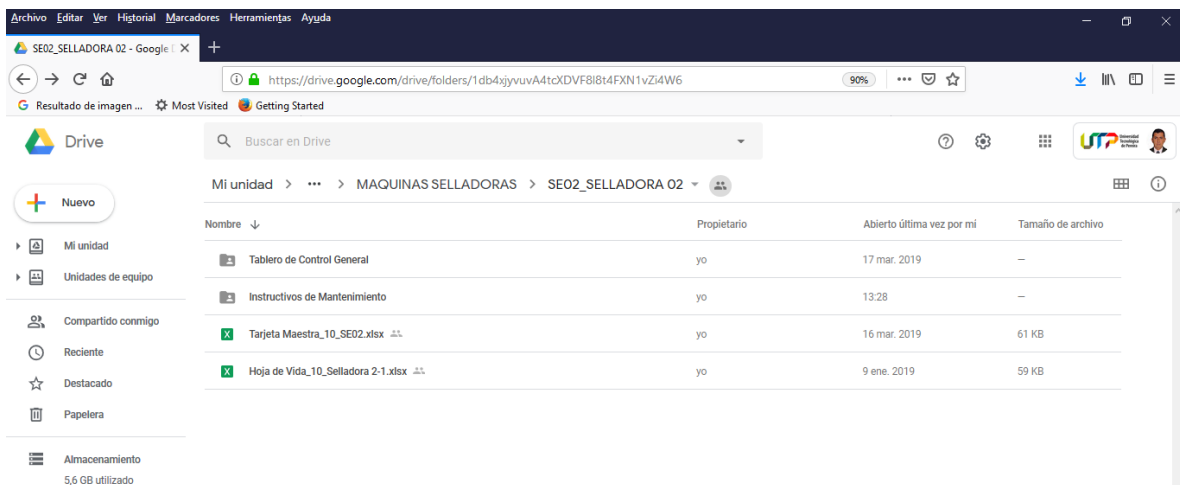 Archivo Editar Ver Historial Marcadores Herramientas Ayuda
SE02_SELLADORA 02 - Google
https://drive.google.com/drive/folders/1db4xjyvuvA4tcXDVF8l8t4FXN1vZi4W6 90%
Resultado de imagen ... Most Visited Getting Started
Drive Buscar en Drive UTP Universidad Tecnológica de Pereira
Mi unidad > ... > MAQUINAS SELLADORAS > SE02_SELLADORA 02
Nuevo
Nombre Propietario Abierto última vez por mí Tamaño de archivo
Mi unidad
Tablero de Control General yo 17 mar. 2019 —
Unidades de equipo
Instructivos de Mantenimiento yo 13:28 —
Compartido conmigo
Tarjeta Maestra_10_SE02.xlsx yo 16 mar. 2019 61 KB
Reciente
Hoja de Vida_10_Selladora 2-1.xlsx yo 9 ene. 2019 59 KB
Destacado
Papelera
Almacenamiento
5,6 GB utilizado